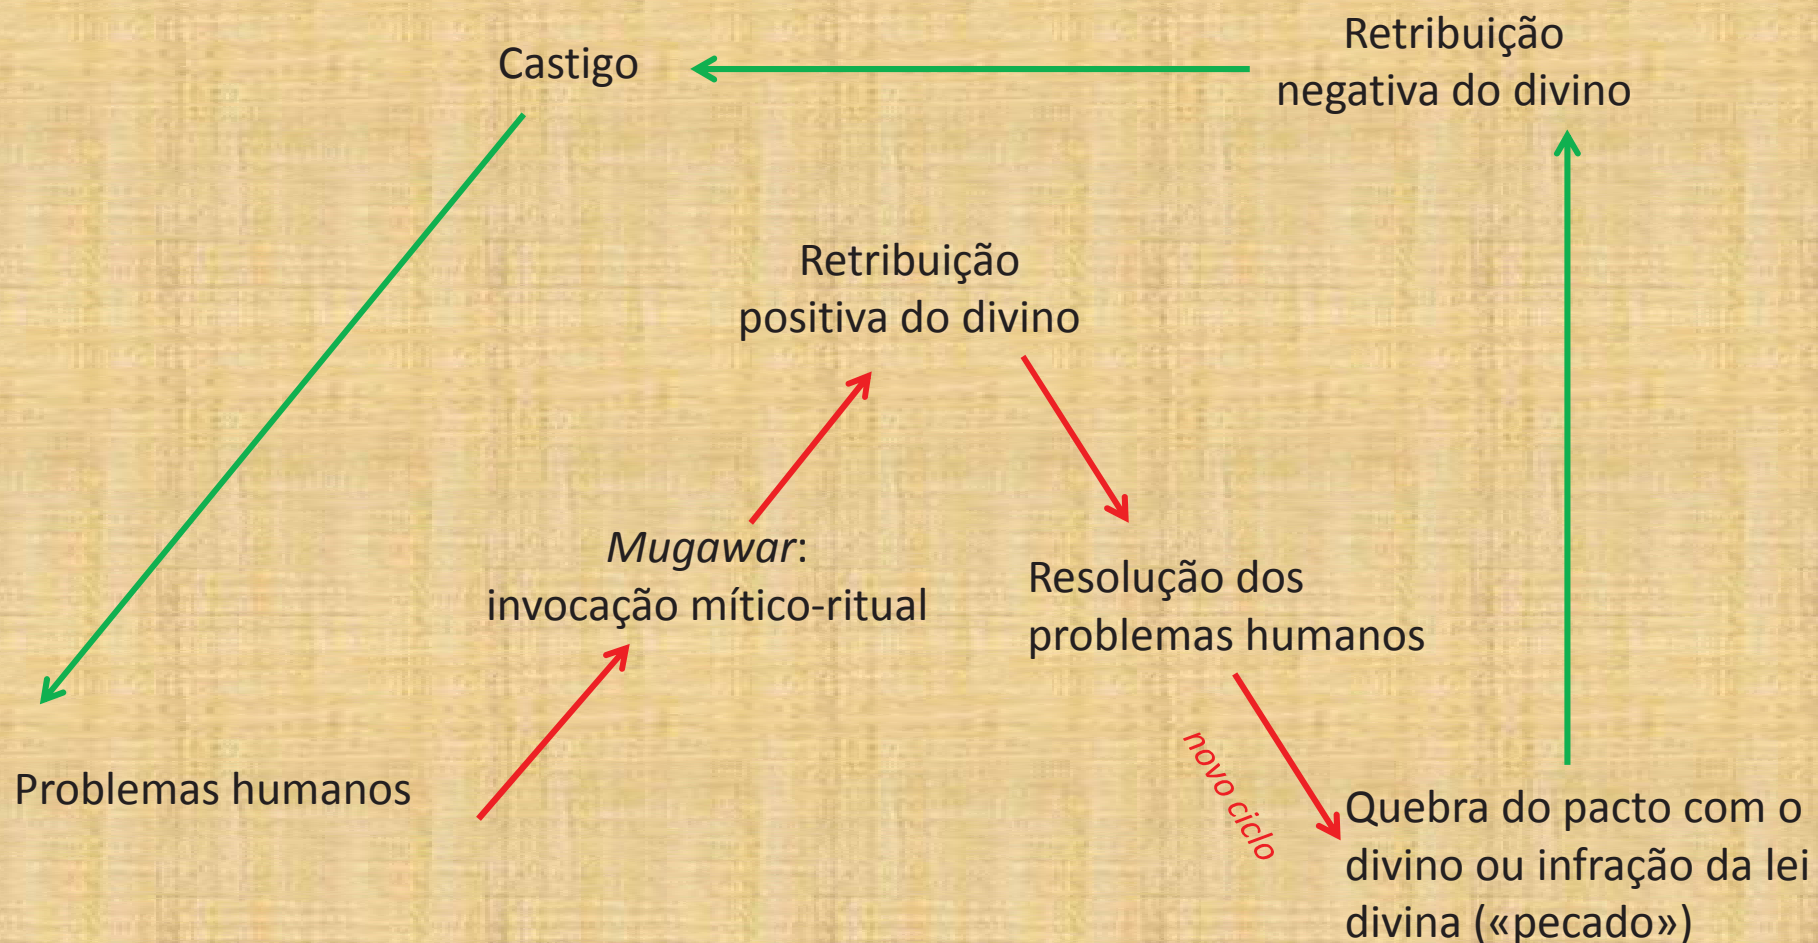 Castigo
Retribuição
negativa do divino
Retribuição
positiva do divino
Mugawar:
invocação mítico-ritual
Resolução dos
problemas humanos
Problemas humanos
novo ciclo
Quebra do pacto com o
divino ou infração da lei
divina («pecado»)